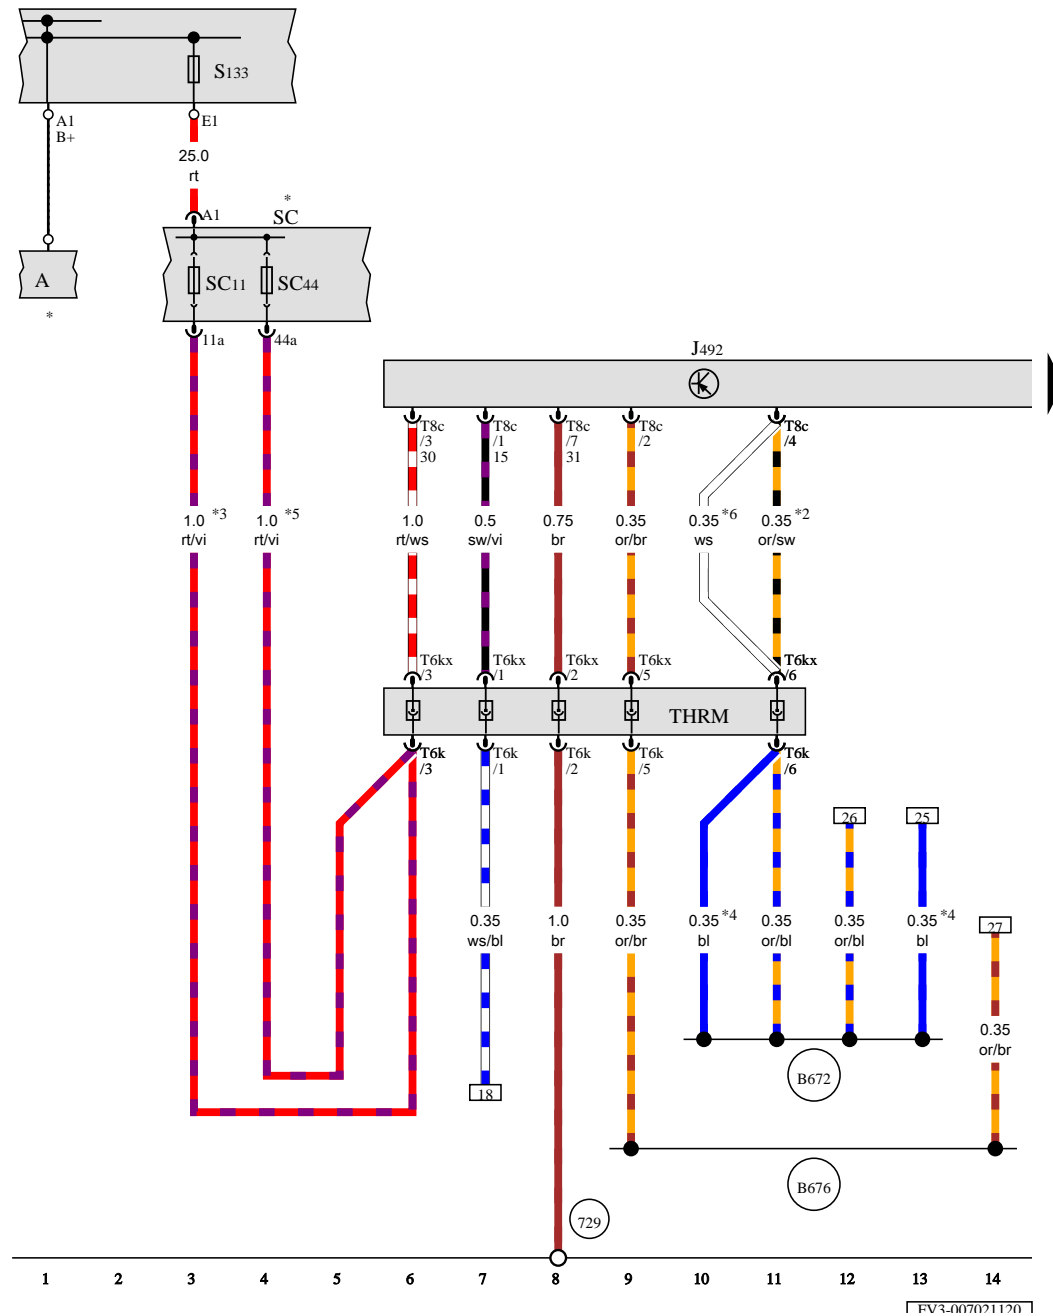 S133
A1
B+
E1
25.0
rt
A1
*
SC
A
*
SC11
SC44
11a
44a
J492
T8c
/3
30
T8c
/1
15
T8c
/7
31
T8c
/2
T8c
/4
1.0 *3
rt/vi
1.0 *5
rt/vi
1.0
rt/ws
0.5
sw/vi
0.75
br
0.35
or/br
0.35 *6
ws
0.35 *2
or/sw
T6kx
/3
T6kx
/1
T6kx
/2
T6kx
/5
T6kx
/6
THRM
T6k
/3
T6k
/1
T6k
/2
T6k
/5
T6k
/6
26
25
0.35
ws/bl
1.0
br
0.35
or/br
0.35 *4
bl
0.35
or/bl
0.35
or/bl
0.35 *4
bl
27
0.35
or/br
B672
18
B676
729
1 2 3 4 5 6 7 8 9 10 11 12 13 14
EV3-007021120